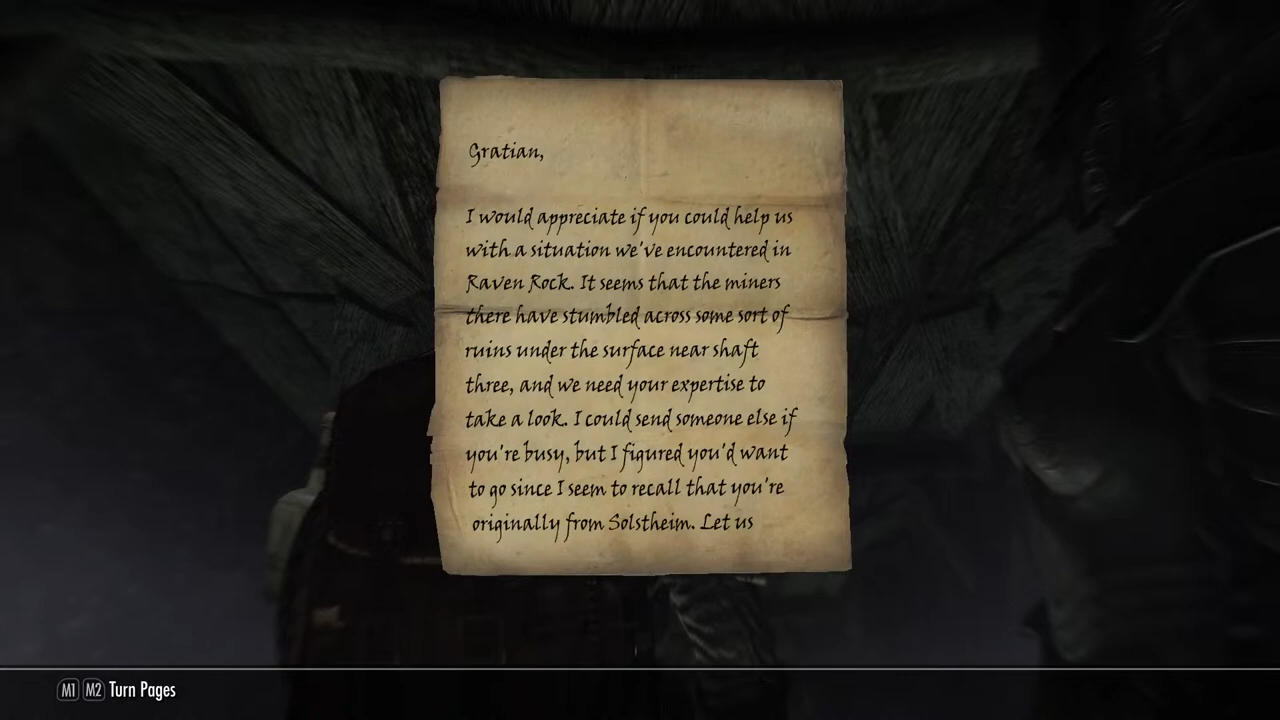 Gratian,
I would appreciate if you could help us
with a situation we've encountered in
Raven Rock. It seems that the miners
there have stumbled across some sort of
ruins under the surface near shaft
three, and we need your expertise to
take a look. I could send someone else if
you're busy, but I figured you'd want
to go since I seem to recall that you're
originally from Solstheim. Let us
M1 M2 Turn Pages